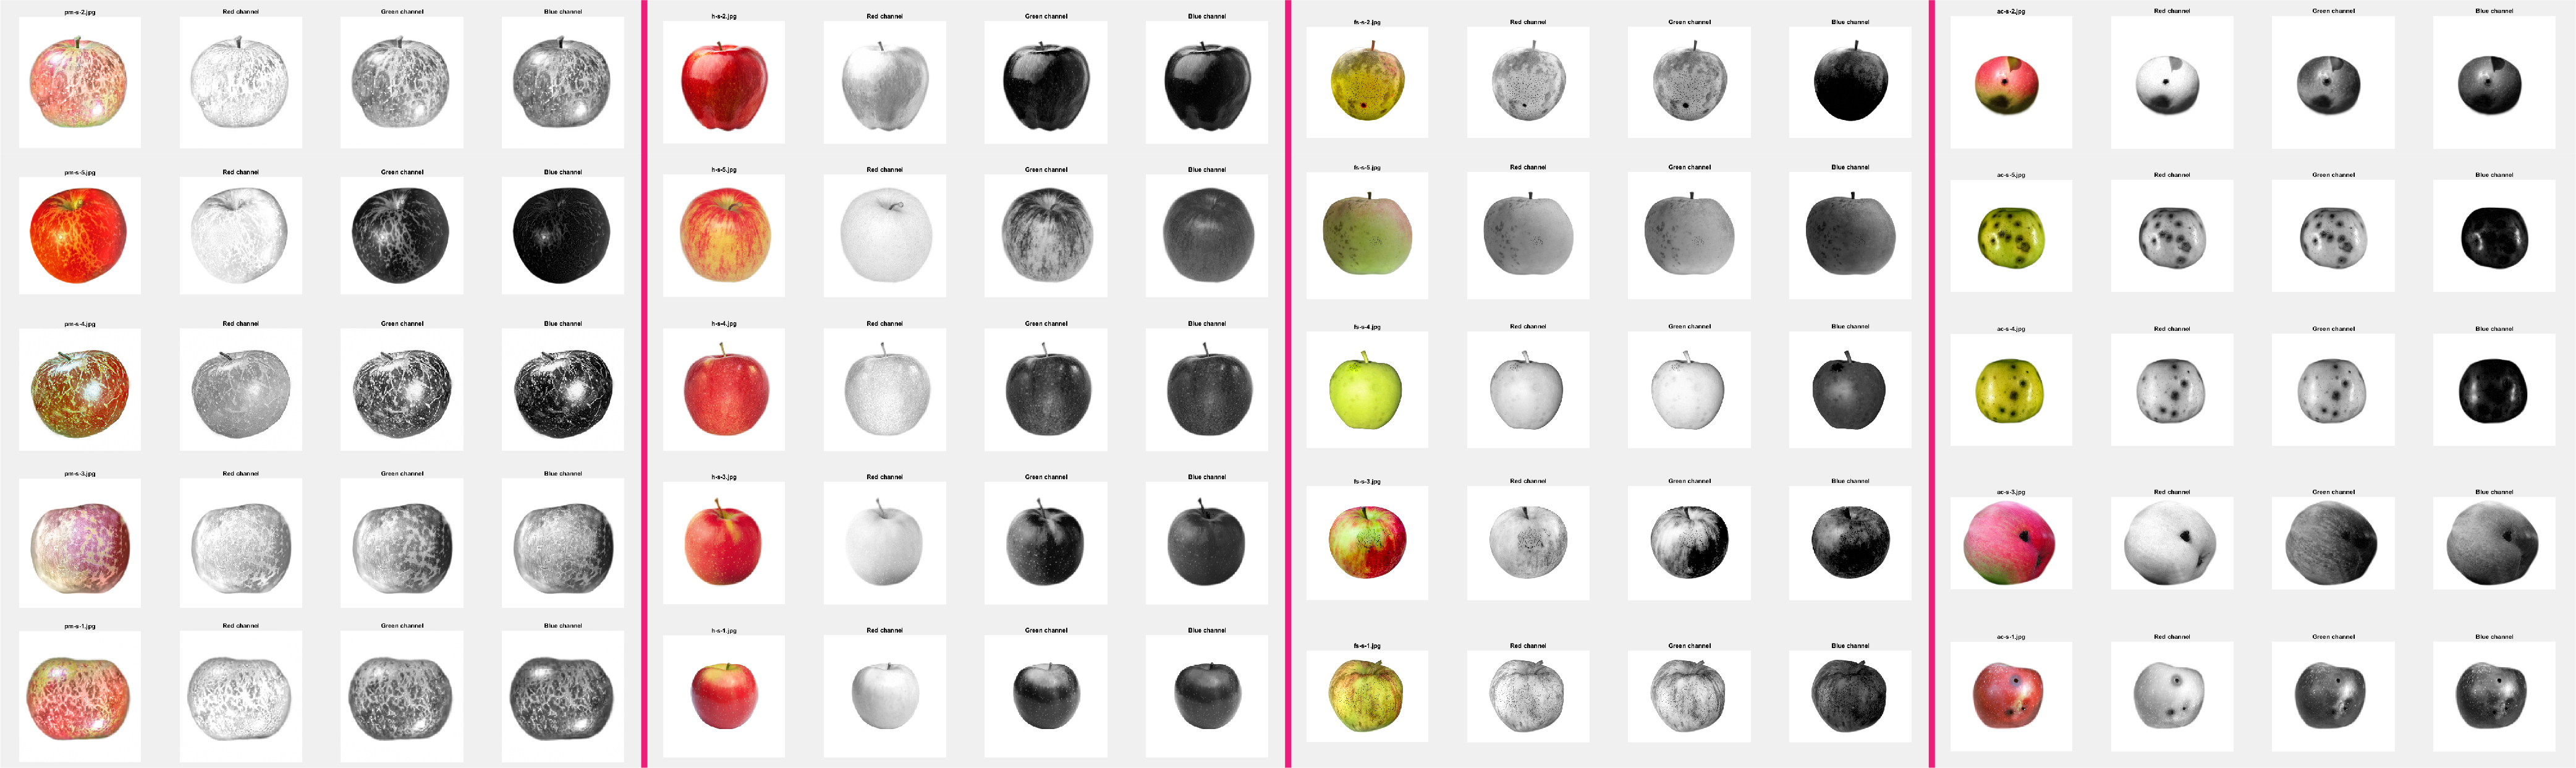 pm-s-2.jpg Red channel Green channel Blue channel
pm-s-5.jpg Red channel Green channel Blue channel
pm-s-4.jpg Red channel Green channel Blue channel
pm-s-3.jpg Red channel Green channel Blue channel
pm-s-1.jpg Red channel Green channel Blue channel
h-s-2.jpg Red channel Green channel Blue channel
h-s-5.jpg Red channel Green channel Blue channel
h-s-4.jpg Red channel Green channel Blue channel
h-s-3.jpg Red channel Green channel Blue channel
h-s-1.jpg Red channel Green channel Blue channel
fs-s-2.jpg Red channel Green channel Blue channel
fs-s-5.jpg Red channel Green channel Blue channel
fs-s-4.jpg Red channel Green channel Blue channel
fs-s-3.jpg Red channel Green channel Blue channel
fs-s-1.jpg Red channel Green channel Blue channel
ac-s-2.jpg Red channel Green channel Blue channel
ac-s-5.jpg Red channel Green channel Blue channel
ac-s-4.jpg Red channel Green channel Blue channel
ac-s-3.jpg Red channel Green channel Blue channel
ac-s-1.jpg Red channel Green channel Blue channel